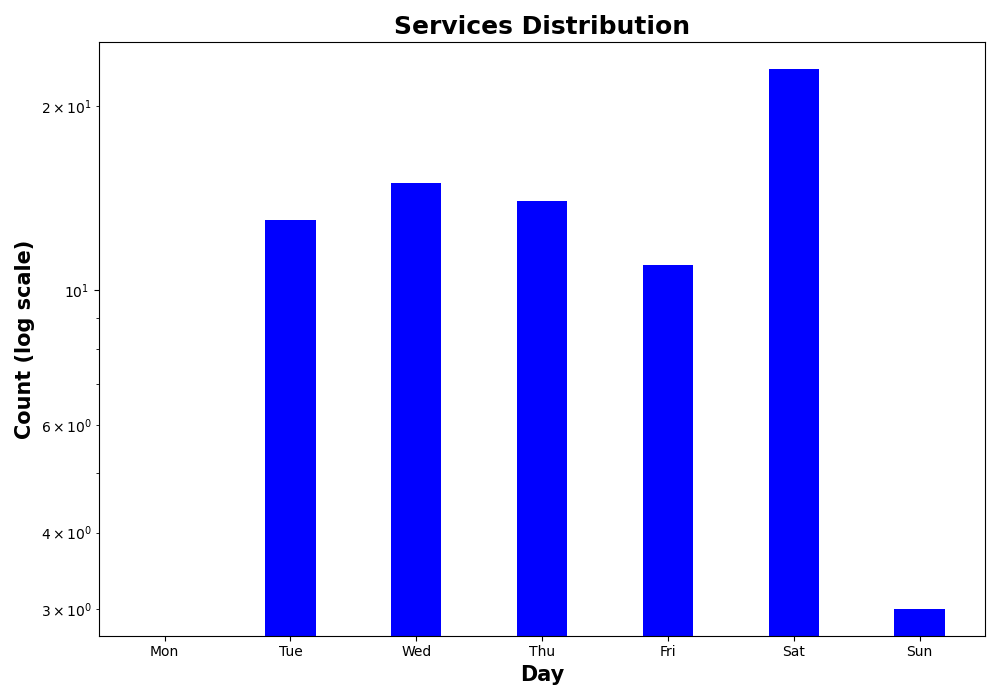 Services Distribution
Count (log scale)
2 × 10¹
10¹
6 × 10⁰
4 × 10⁰
3 × 10⁰
Mon Tue Wed Thu Fri Sat Sun
Day